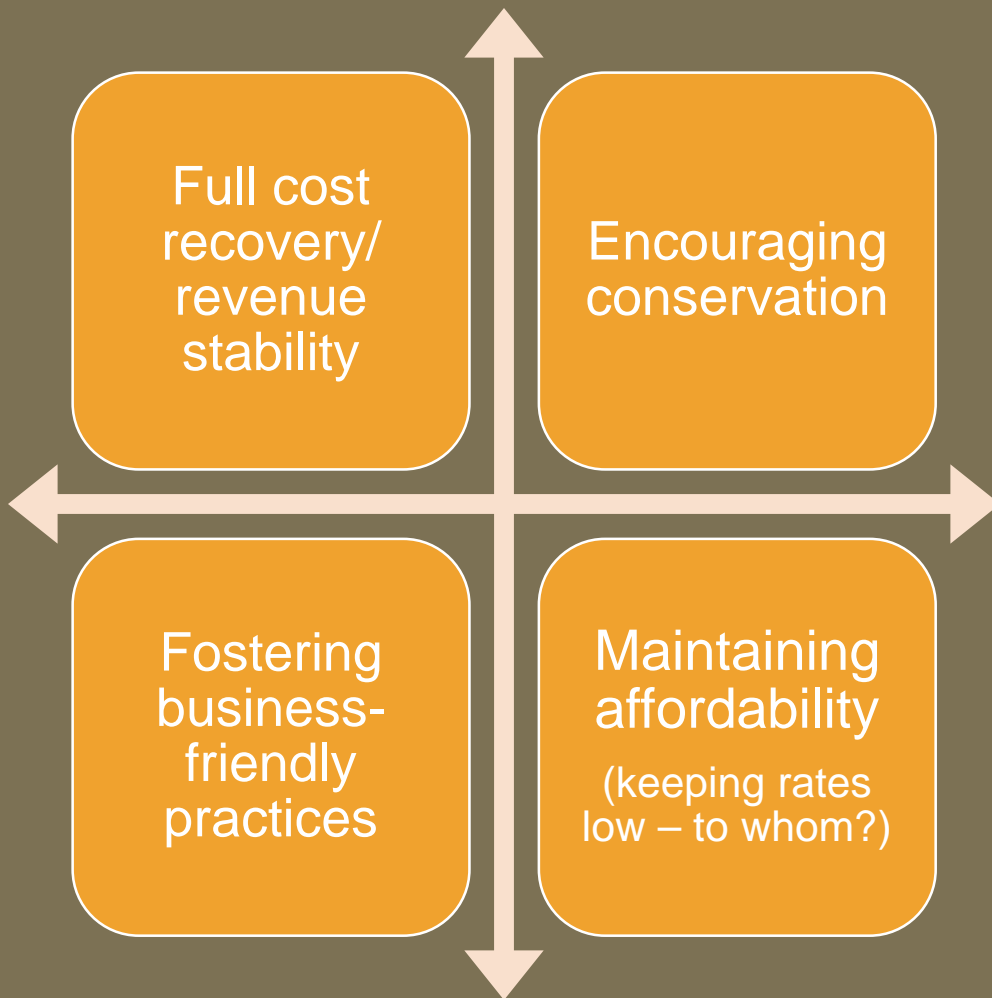 Full cost
recovery/
revenue
stability
Encouraging
conservation
Fostering
business-
friendly
practices
Maintaining
affordability
(keeping rates
low – to whom?)